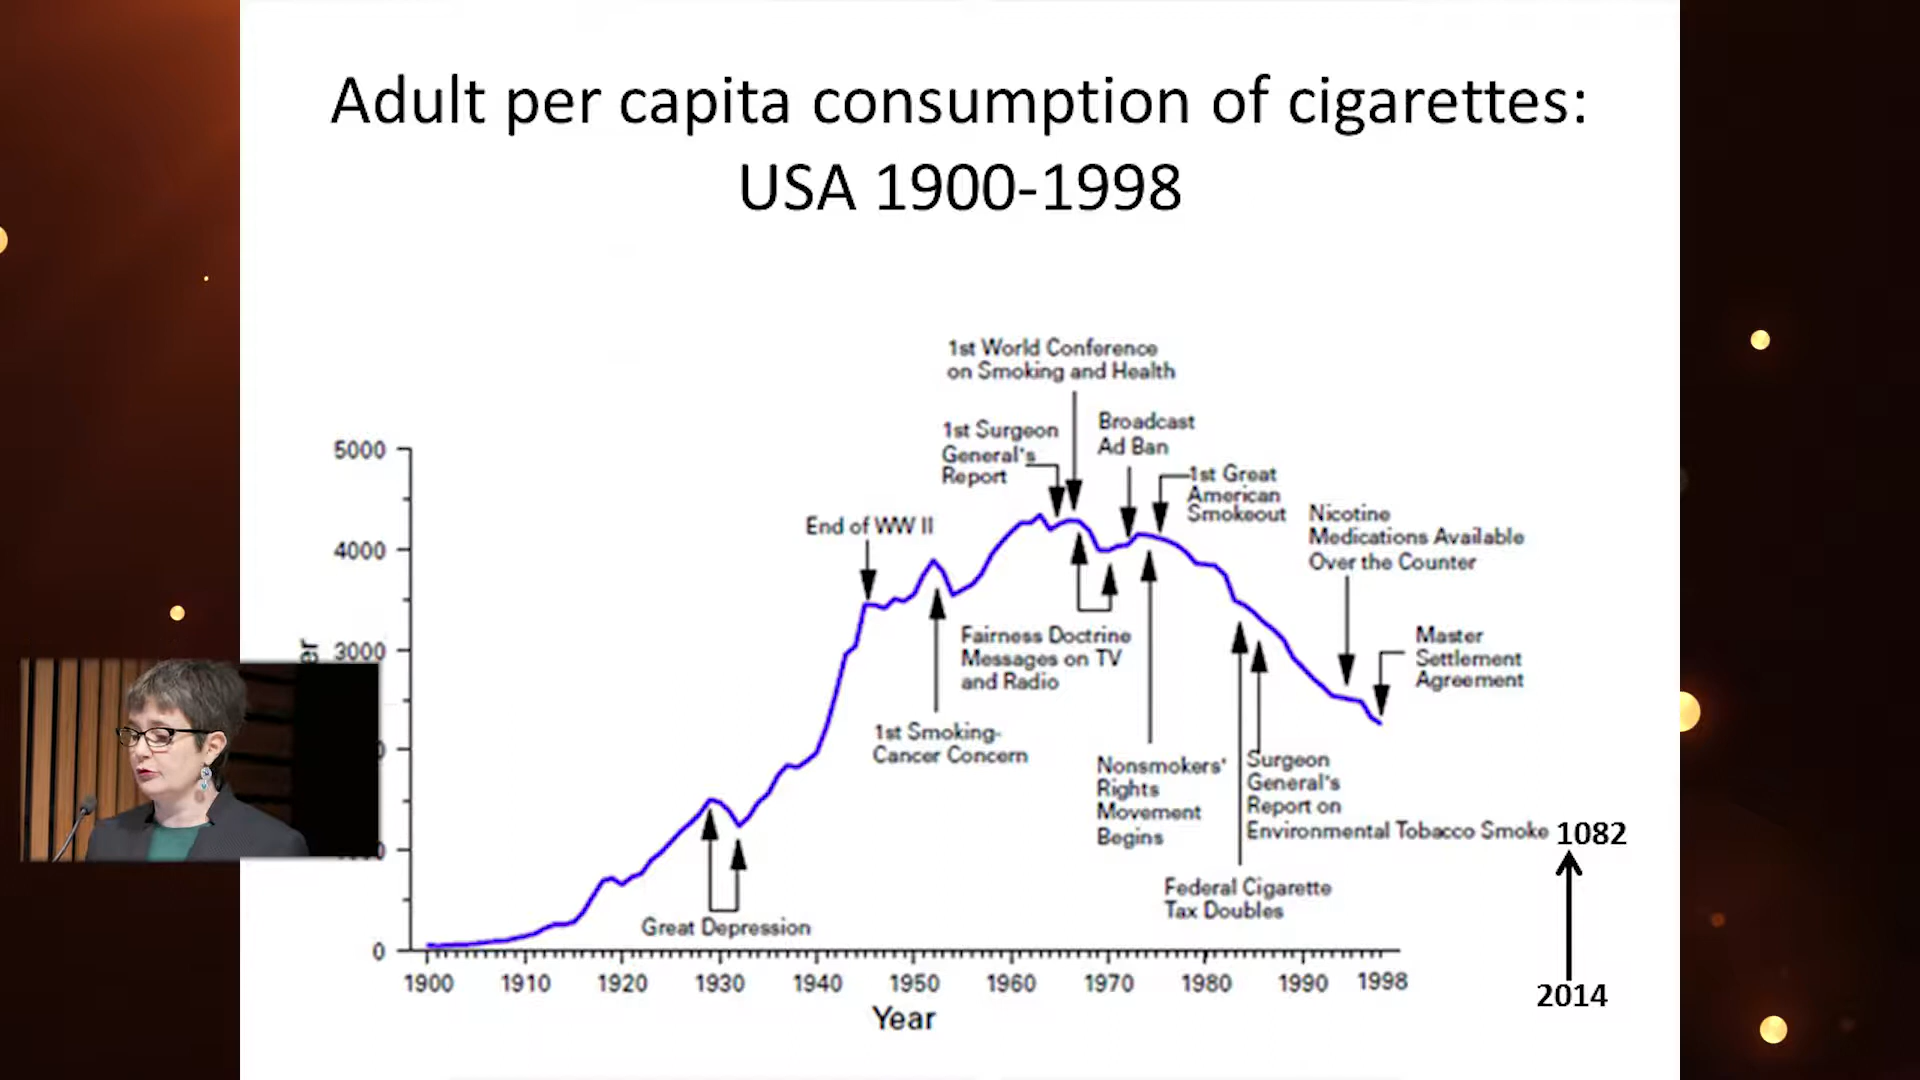 Adult per capita consumption of cigarettes:
USA 1900-1998
1st World Conference
on Smoking and Health
1st Surgeon
General's
Report
Broadcast
Ad Ban
1st Great
American
Smokeout
Nicotine
Medications Available
Over the Counter
End of WW II
Fairness Doctrine
Messages on TV
and Radio
Master
Settlement
Agreement
1st Smoking-
Cancer Concern
Nonsmokers'
Rights
Movement
Begins
Surgeon
General's
Report on
Environmental Tobacco Smoke
1082
Federal Cigarette
Tax Doubles
Great Depression
5000
4000
3000
0
1900 1910 1920 1930 1940 1950 1960 1970 1980 1990 1998
2014
Year